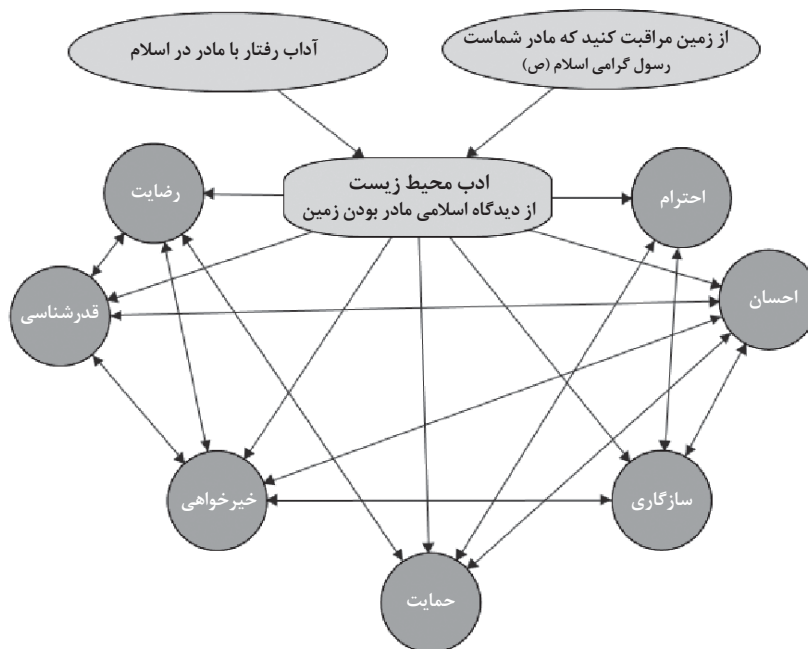 از زمین مراقبت کنید که مادر شماست
رسول گرامی اسلام (ص)
آداب رفتار با مادر در اسلام
ادب محیط زیست
از دیدگاه اسلامی مادر بودن زمین
احترام
رضایت
احسان
قدرشناسی
سازگاری
خیرخواهی
حمایت